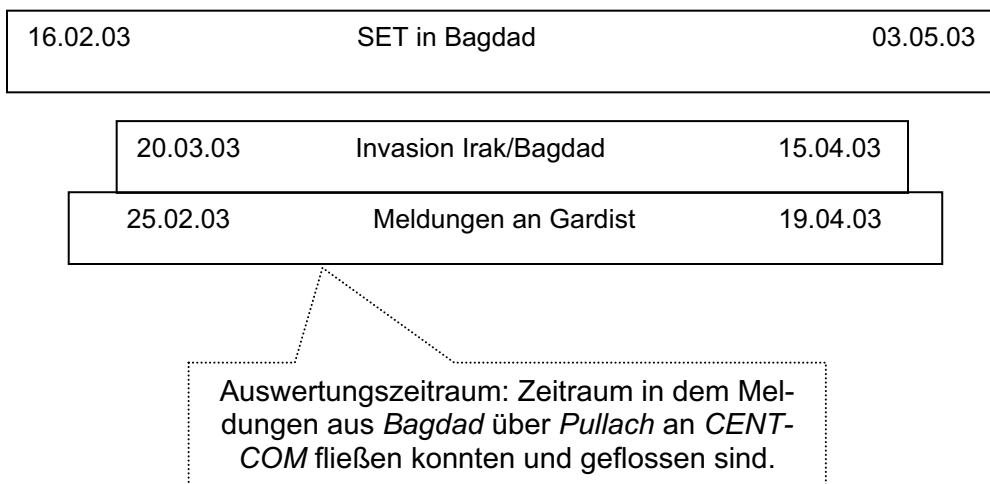 16.02.03 SET in Bagdad 03.05.03
20.03.03 Invasion Irak/Bagdad 15.04.03
25.02.03 Meldungen an Gardist 19.04.03
Auswertungszeitraum: Zeitraum in dem Mel-
dungen aus Bagdad über Pullach an CENT-
COM fließen konnten und geflossen sind.